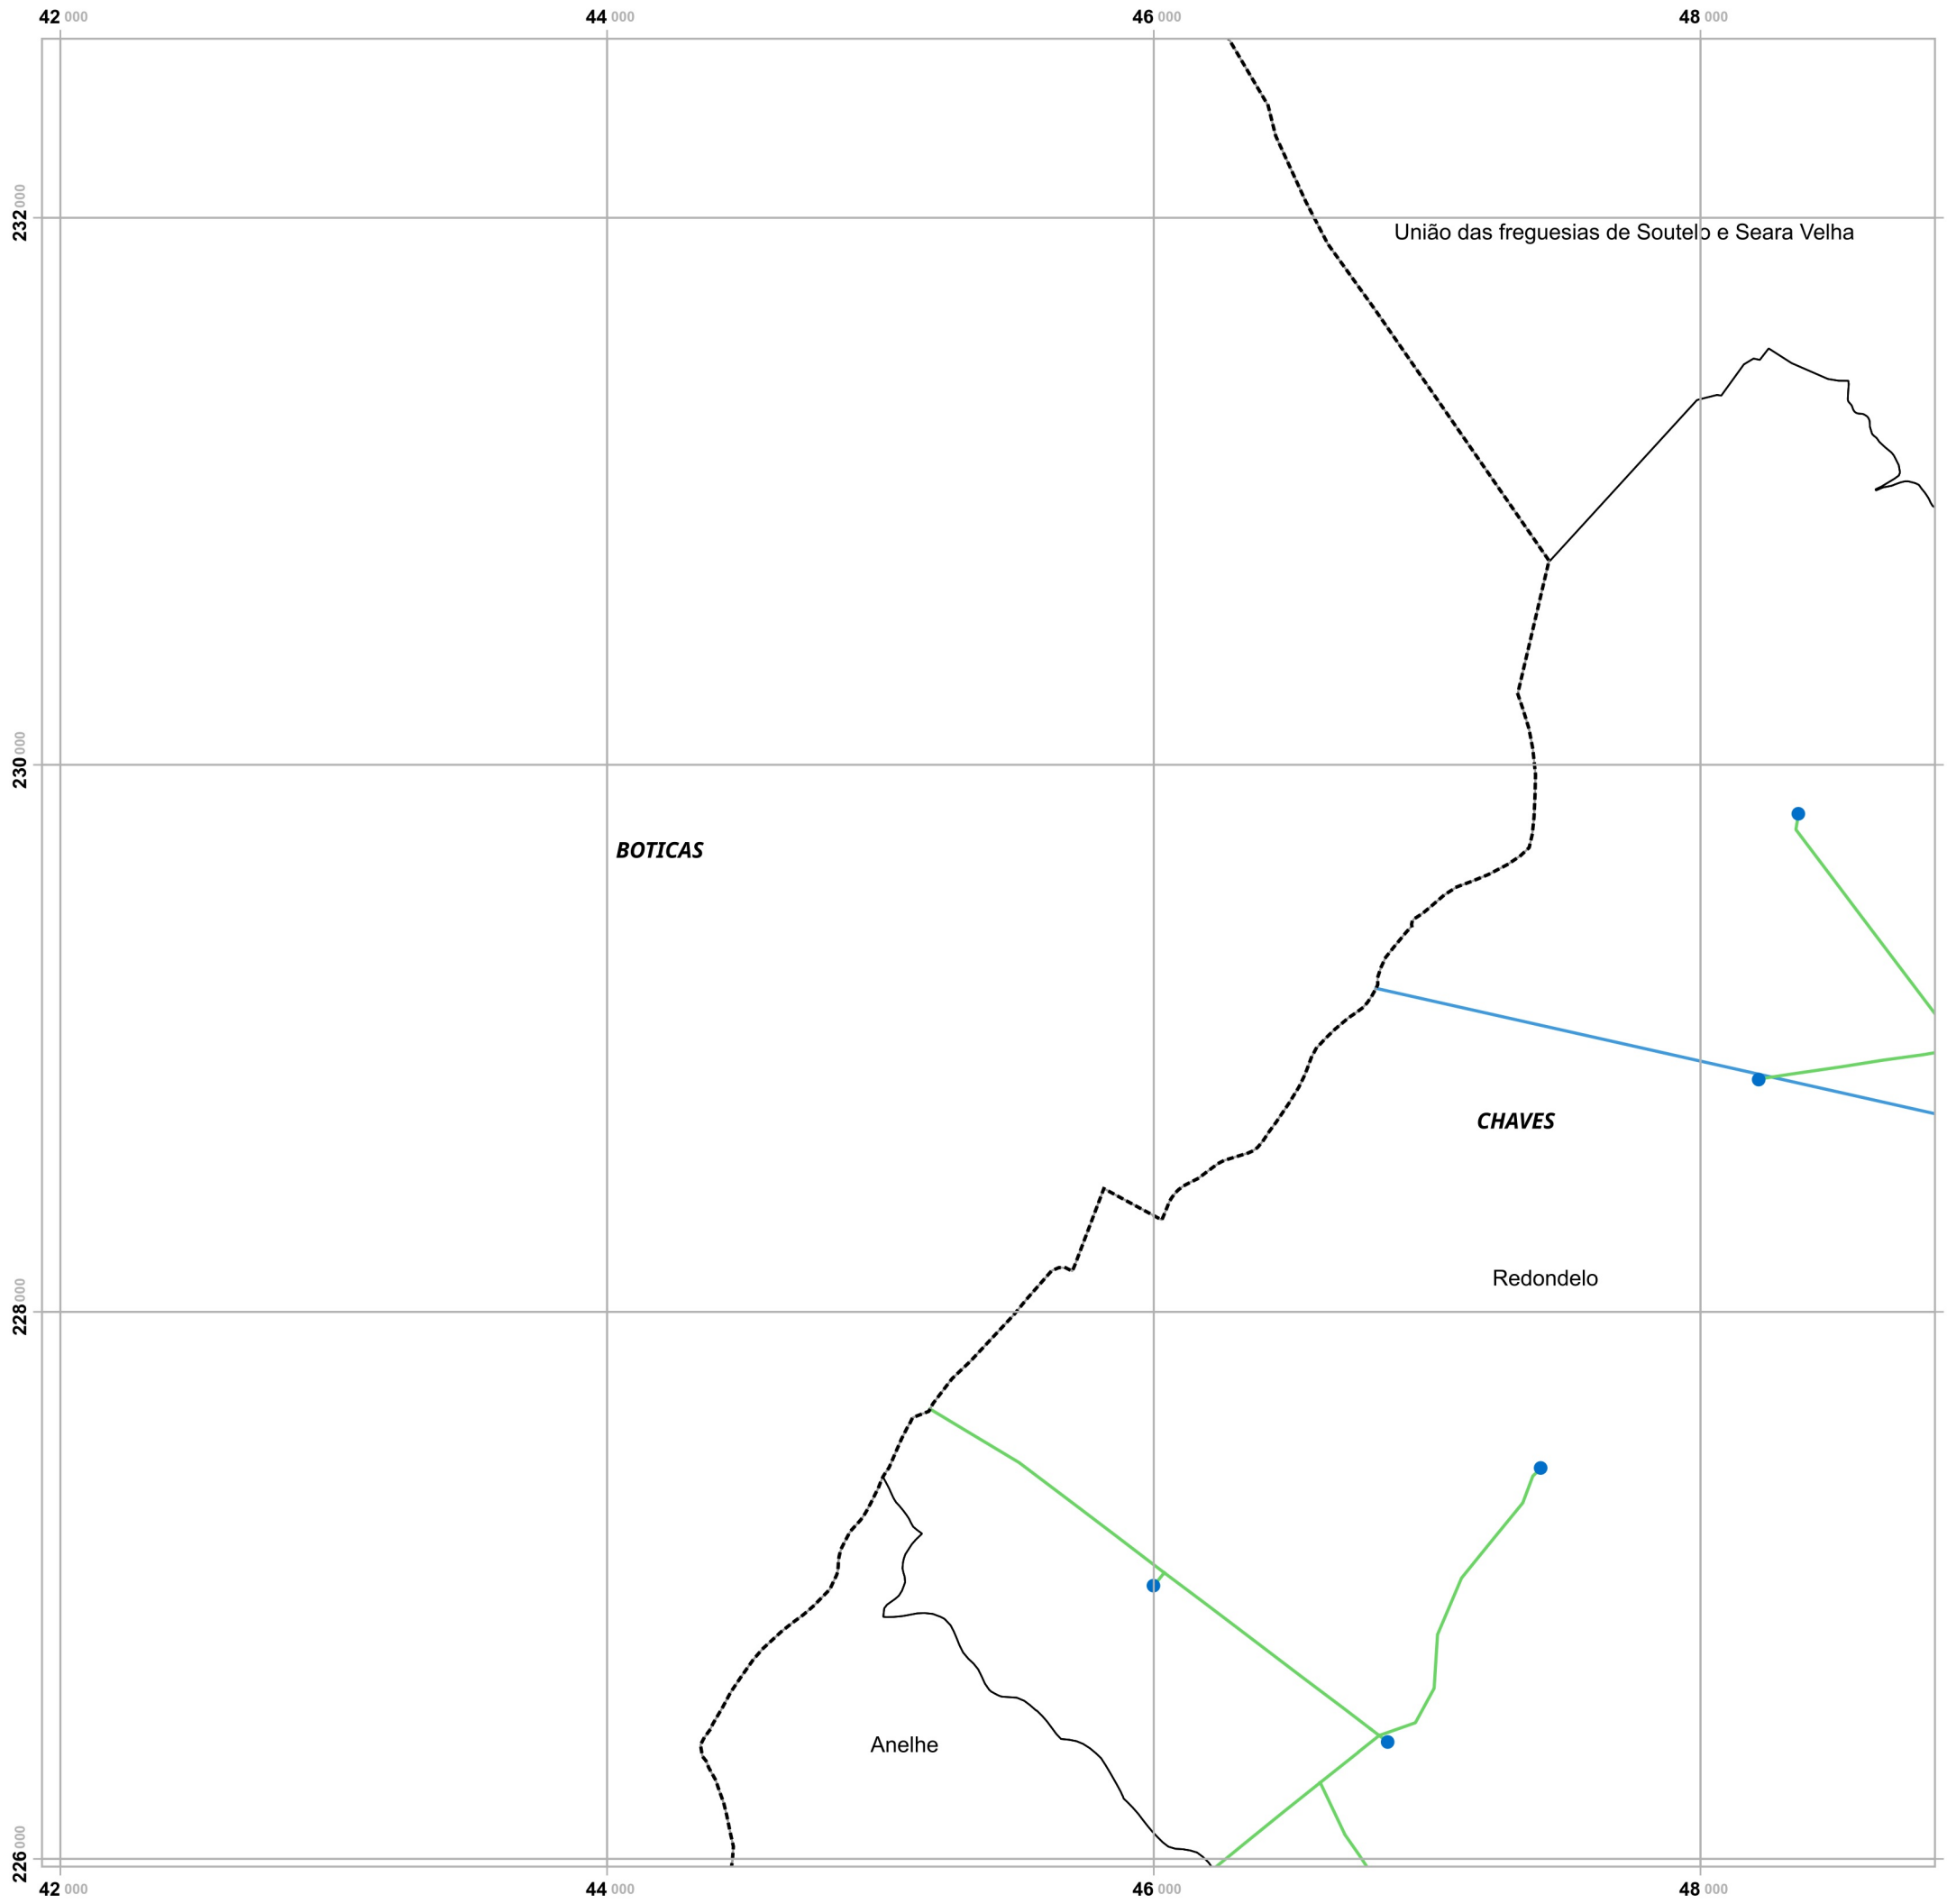 42 000 44 000 46 000 48 000
232 000
União das freguesias de Soutelo e Seara Velha
230 000
BOTICAS
CHAVES
Redondelo
228 000
Anelhe
226 000
42 000 44 000 46 000 48 000